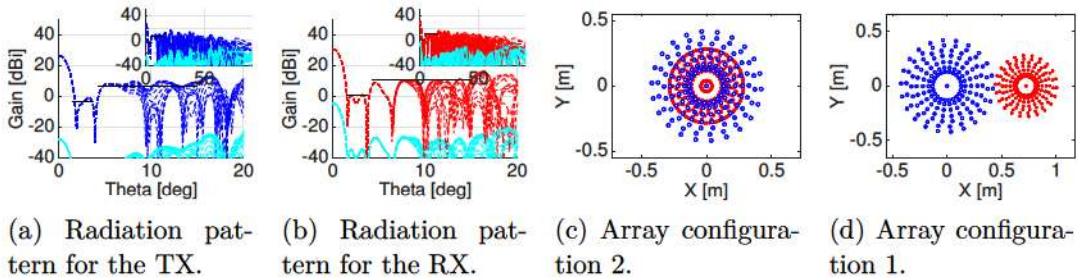 40
20
0
-20
-40
Gain [dBi]
0
10
20
Theta [deg]
40
0
-40
0
50
40
20
0
-20
-40
Gain [dBi]
0
10
20
Theta [deg]
40
0
-40
0
50
0.5
0
-0.5
Y [m]
-0.5
0
0.5
X [m]
0.5
0
-0.5
Y [m]
-0.5
0
0.5
1
X [m]
(a) Radiation pat-
tern for the TX.
(b) Radiation pat-
tern for the RX.
(c) Array configura-
tion 2.
(d) Array configura-
tion 1.